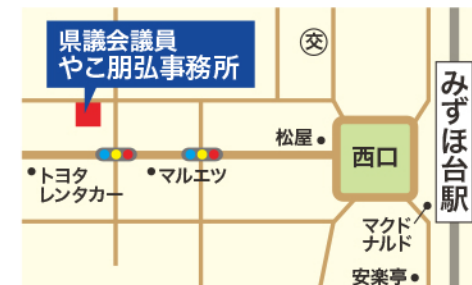 県議会議員
やこ朋弘事務所
交
松屋
西口
みずほ台駅
トヨタ
レンタカー
マルエツ
マクド
ナルド
安楽亭